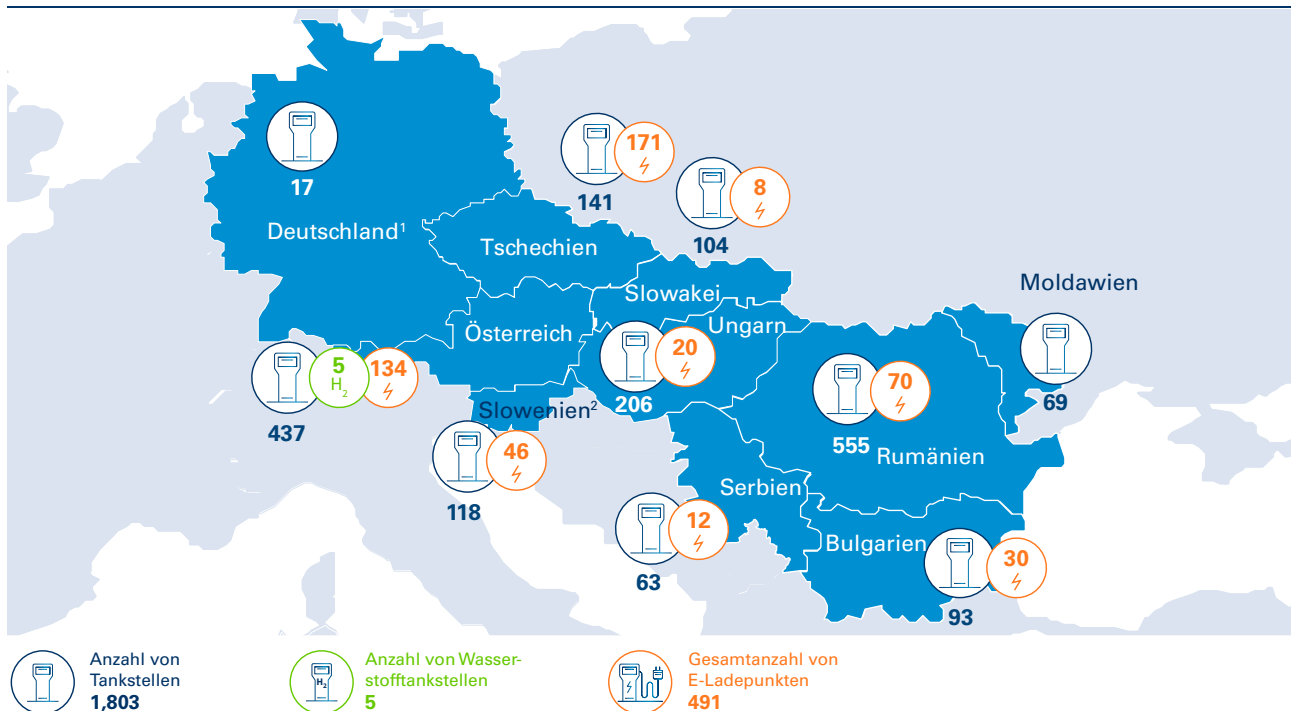 17
Deutschland¹
171
141
8
104
Tschechien
Slowakei
Moldawien
69
Österreich
Ungarn
437
5
H₂
134
20
206
70
555
Rumänien
Slowenien²
46
118
Serbien
12
63
Bulgarien
30
93
Anzahl von
Tankstellen
1,803
H₂
Anzahl von Wasser-
stofftankstellen
5
Gesamtanzahl von
E-Ladepunkten
491